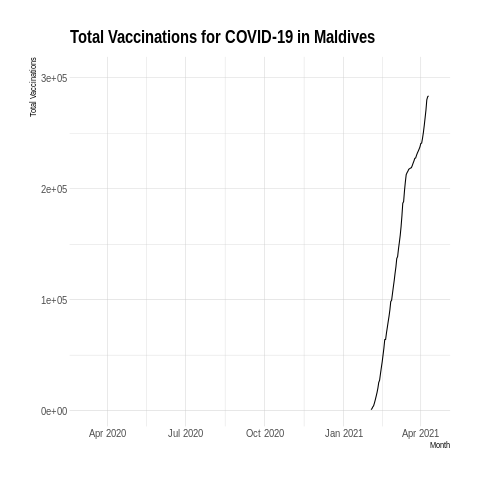 Total Vaccinations for COVID-19 in Maldives
Total Vaccinations
3e+05
2e+05
1e+05
0e+00
Apr 2020 Jul 2020 Oct 2020 Jan 2021 Apr 2021
Month